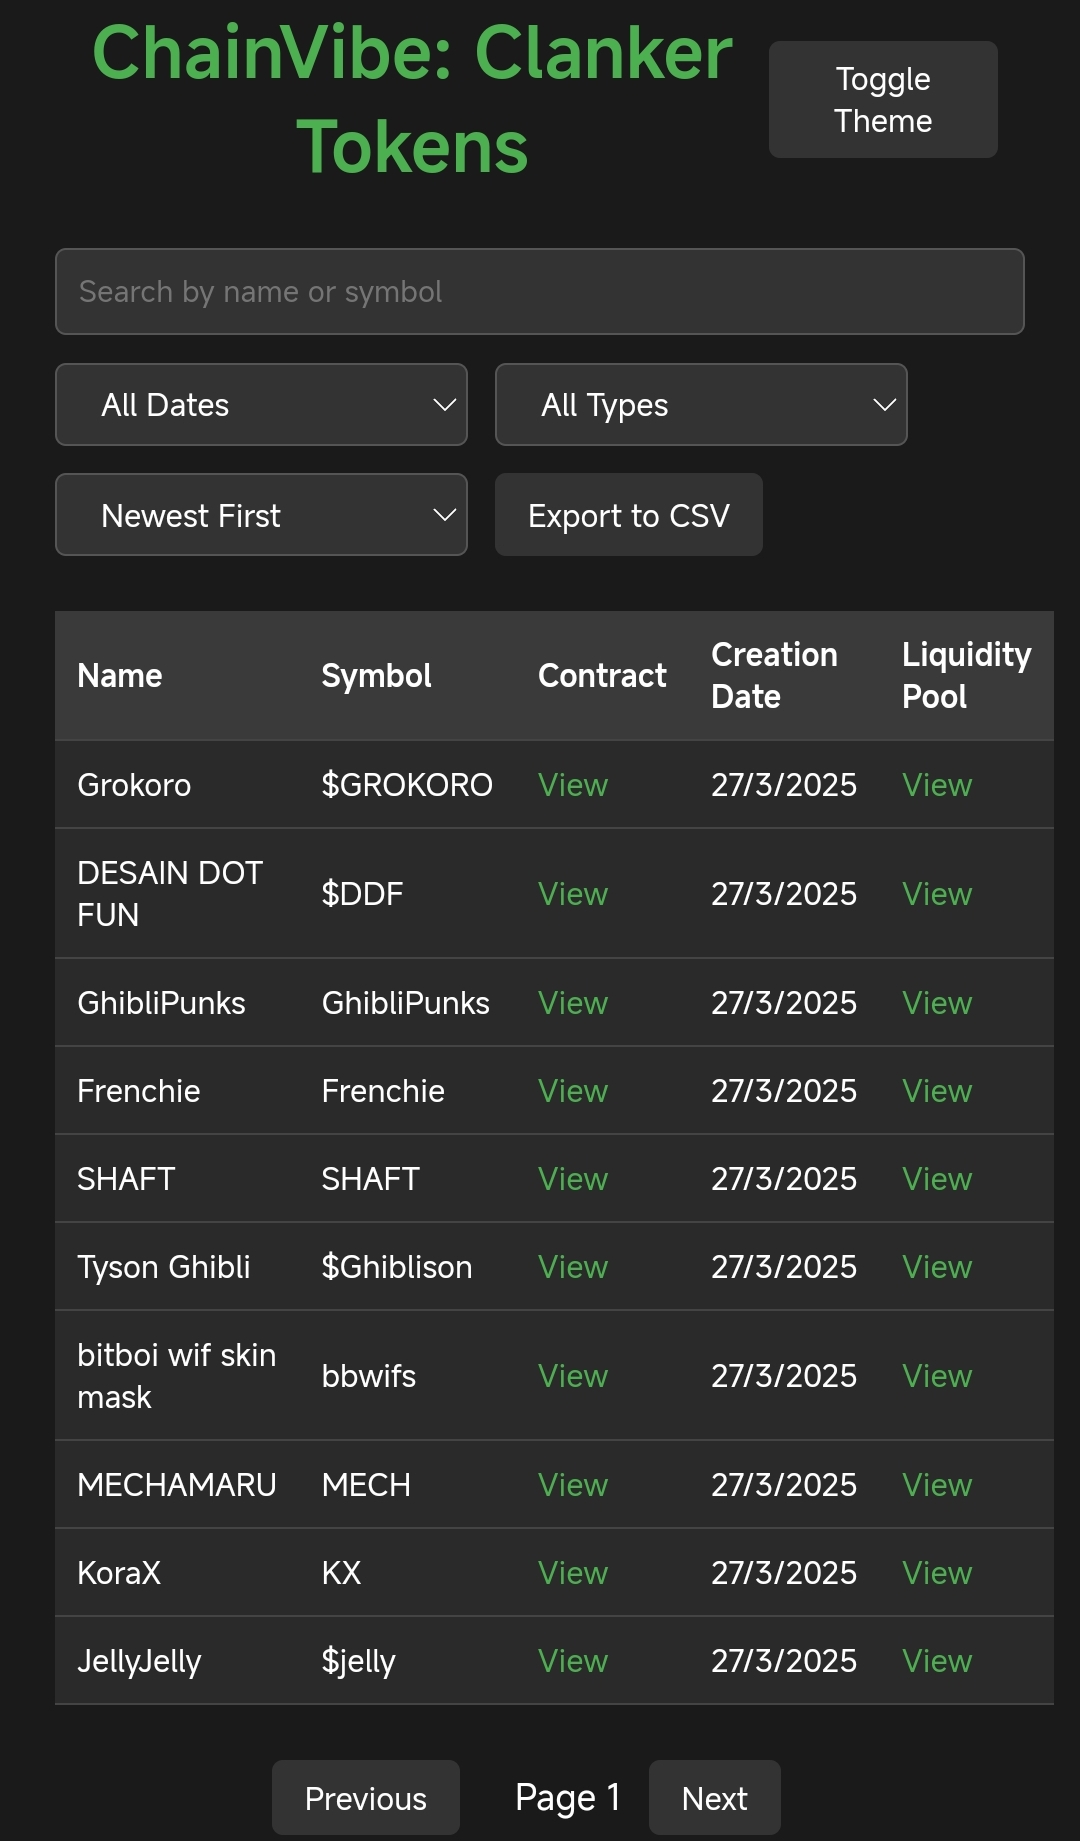 ChainVibe: Clanker
Tokens
Toggle
Theme
Search by name or symbol
All Dates
All Types
Newest First
Export to CSV
Name Symbol Contract Creation Date Liquidity Pool
Grokoro $GROKORO View 27/3/2025 View
DESAIN DOT FUN $DDF View 27/3/2025 View
GhibliPunks GhibliPunks View 27/3/2025 View
Frenchie Frenchie View 27/3/2025 View
SHAFT SHAFT View 27/3/2025 View
Tyson Ghibli $Ghiblison View 27/3/2025 View
bitboi wif skin mask bbwifs View 27/3/2025 View
MECHAMARU MECH View 27/3/2025 View
KoraX KX View 27/3/2025 View
JellyJelly $jelly View 27/3/2025 View
Previous Page 1 Next